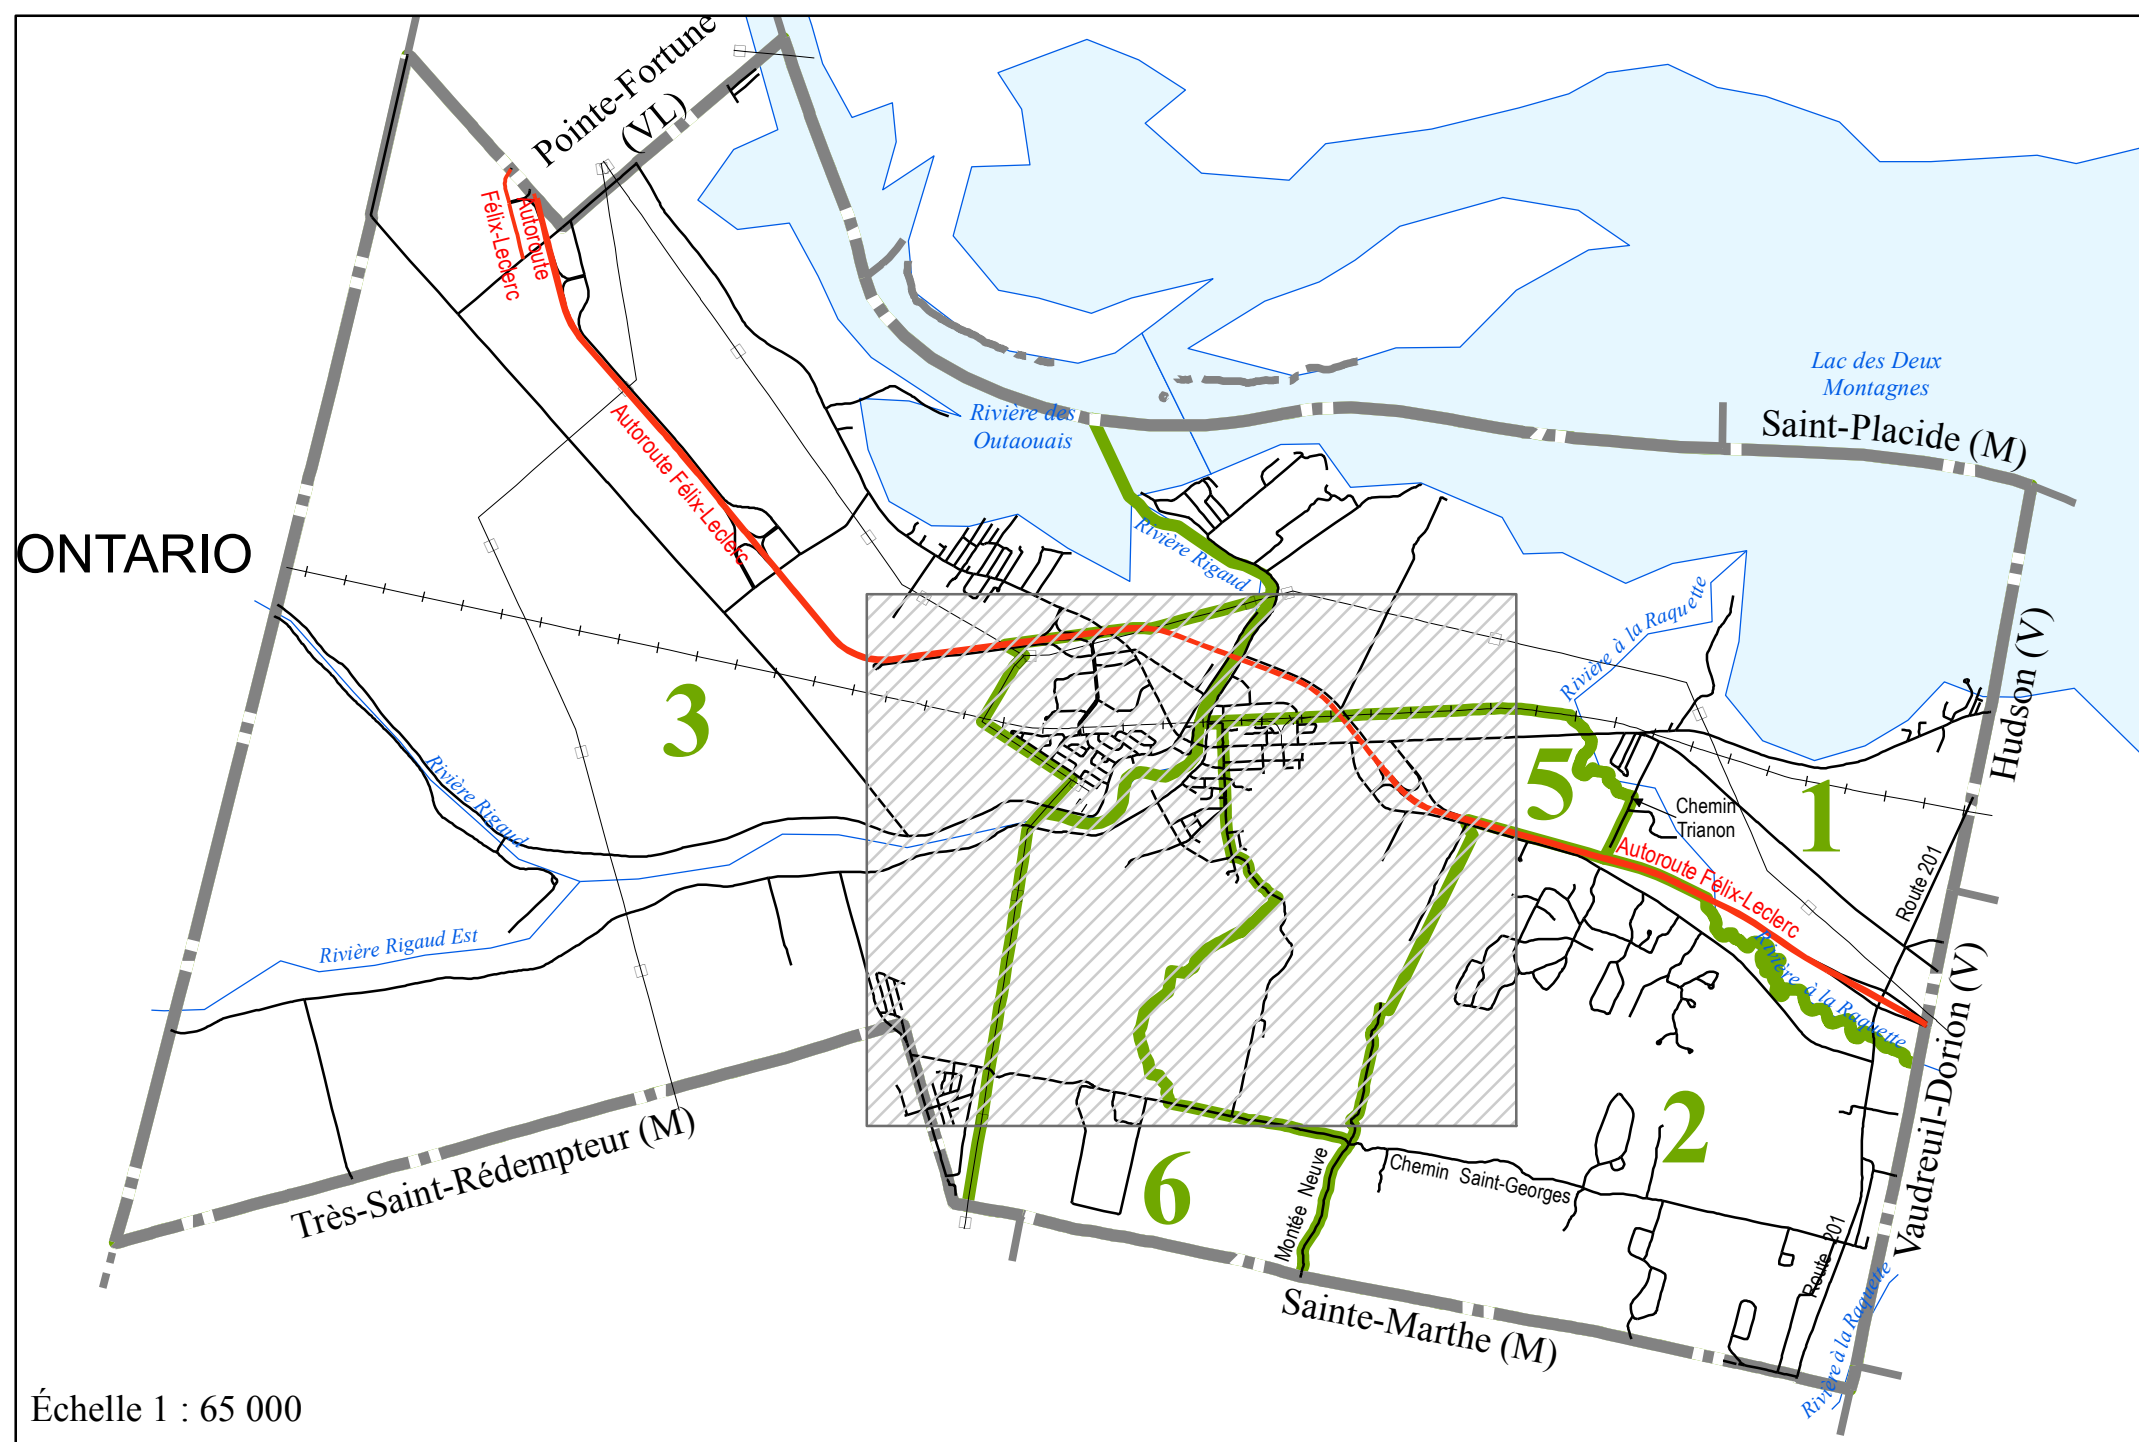 Pointe-Fortune
(VL)
Autoroute
Félix-Leclerc
Lac des Deux
Montagnes
Rivière des
Outaouais
Saint-Placide (M)
Autoroute Félix-Leclerc
ONTARIO
Rivière Rigaud
Rivière à la Raquette
Hudson (V)
3
Rivière Rigaud
5
Chemin
Trianon
1
Autoroute Félix-Leclerc
Route 201
Rivière Rigaud Est
Rivière à la Raquette
Vaudreuil-Dorion (V)
2
Très-Saint-Rédempteur (M)
6
Montée Neuve
Chemin Saint-Georges
Route 201
Rivière à la Raquette
Sainte-Marthe (M)
Échelle 1 : 65 000